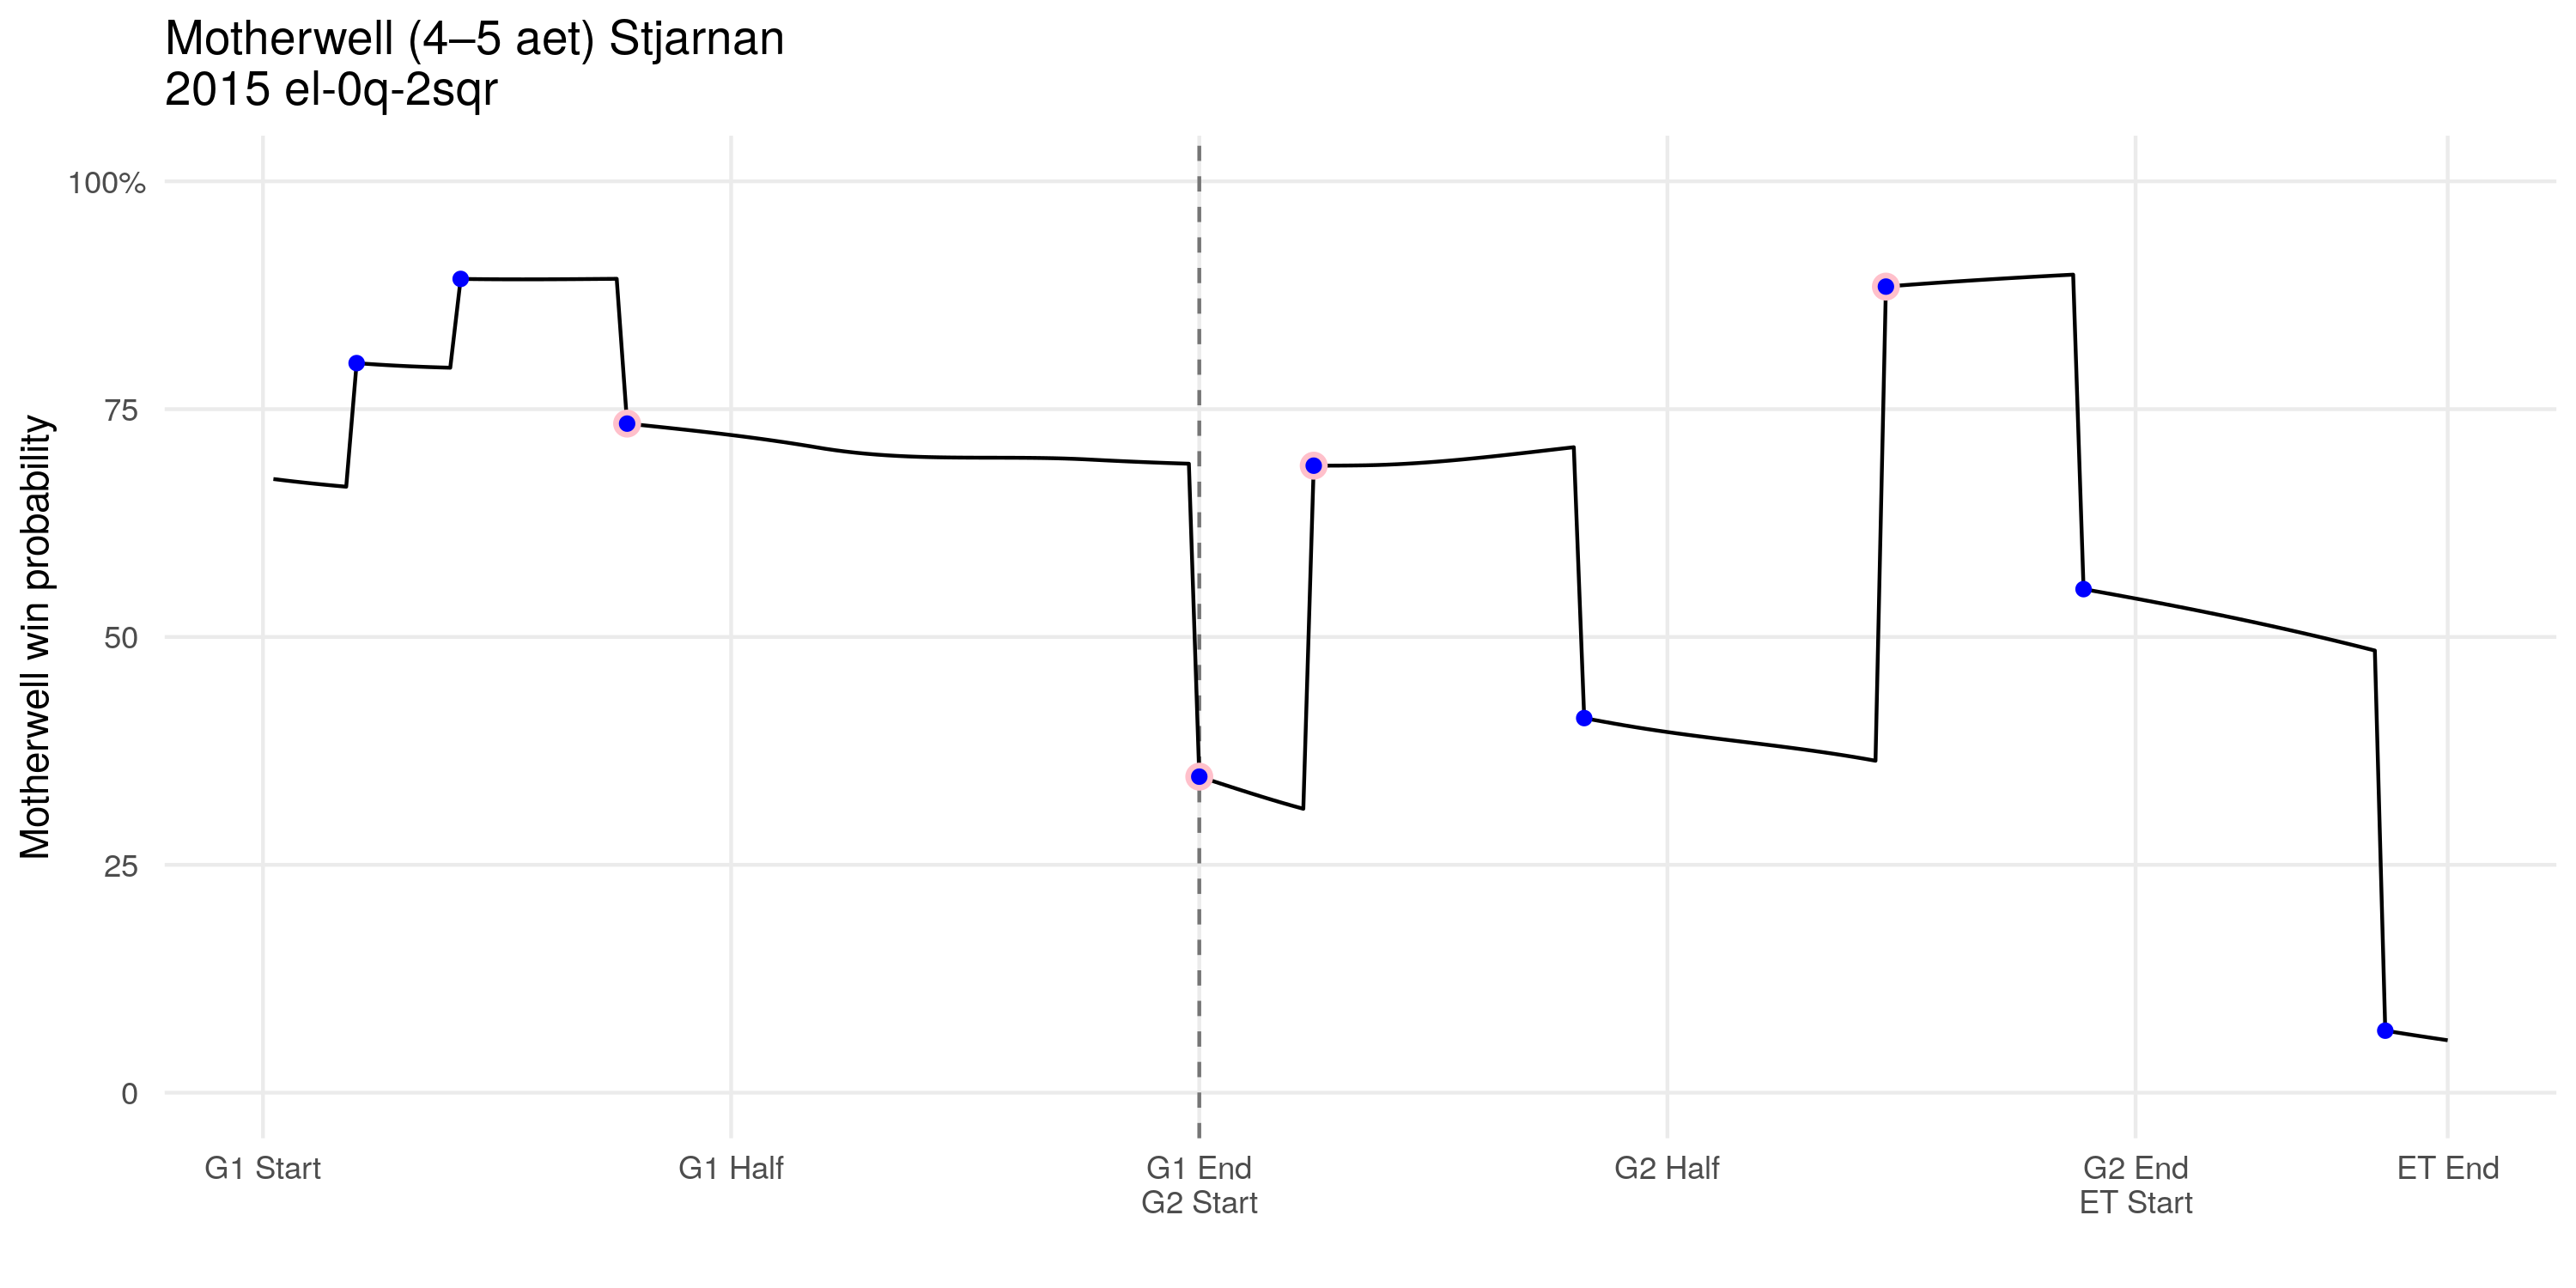 Motherwell (4–5 aet) Stjarnan
2015 el-0q-2sqr
Motherwell win probability
100%
75
50
25
0
G1 Start
G1 Half
G1 End
G2 Start
G2 Half
G2 End
ET Start
ET End